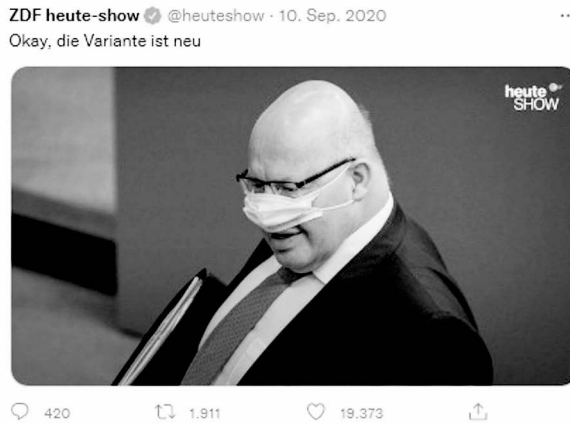 ZDF heute-show @heuteshow · 10. Sep. 2020
Okay, die Variante ist neu
heute
SHOW
420 1.911 19.373